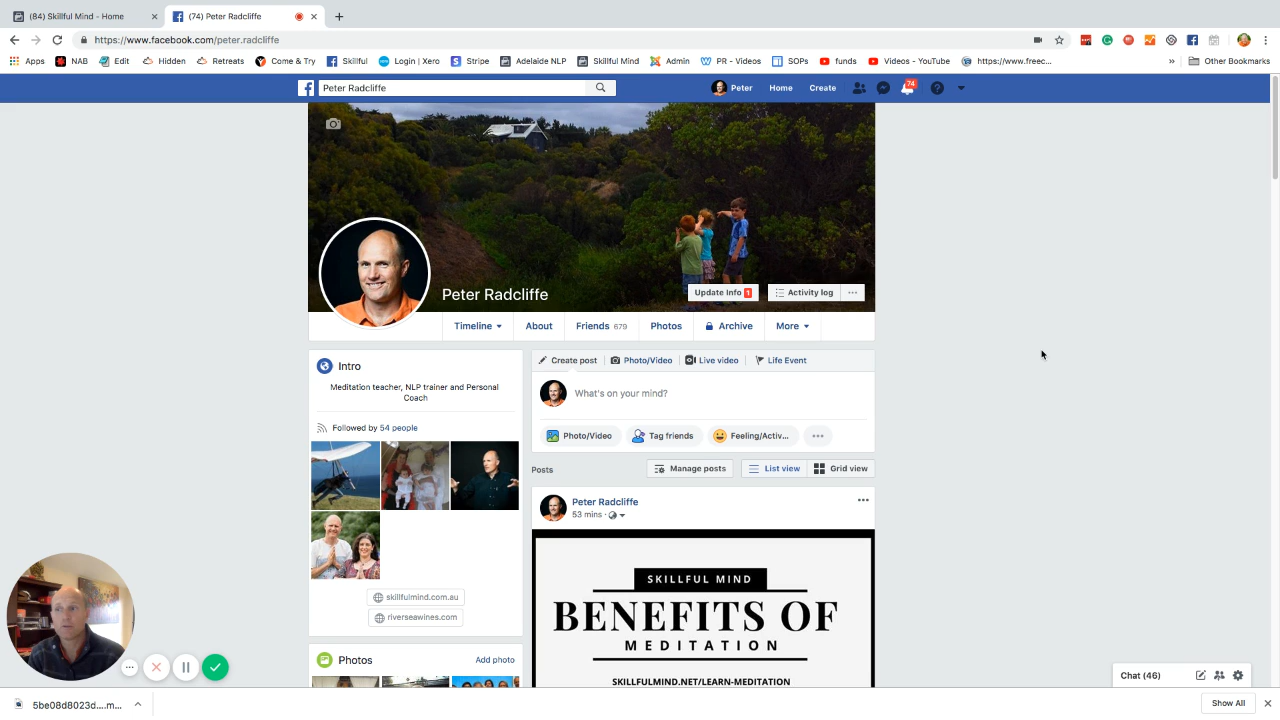 (84) Skillful Mind - Home
(74) Peter Radcliffe
https://www.facebook.com/peter.radcliffe
Apps NAB Edit Hidden Retreats Come & Try Skillful Login | Xero Stripe Adelaide NLP Skillful Mind Admin PR - Videos SOPs funds Videos - YouTube https://www.freec... » Other Bookmarks
Peter Radcliffe
Peter Home Create 74
Peter Radcliffe
Update Info 1
Activity log
Timeline About Friends 679 Photos Archive More
Intro
Meditation teacher, NLP trainer and Personal
Coach
Followed by 54 people
skillfulmind.com.au
riverseawines.com
Photos Add photo
Create post Photo/Video Live video Life Event
What's on your mind?
Photo/Video Tag friends Feeling/Activ...
Posts Manage posts List view Grid view
Peter Radcliffe
53 mins ·
SKILLFUL MIND
BENEFITS OF
MEDITATION
SKILLFULMIND.NET/LEARN-MEDITATION
Chat (46)
5be08d8023d....m...
Show All